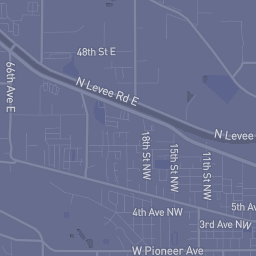 48th St E
66th Ave E
N Levee Rd E
N Levee
18th St NW
15th St NW
11th St NW
5th Av
4th Ave NW
3rd Ave NW
W Pioneer Ave